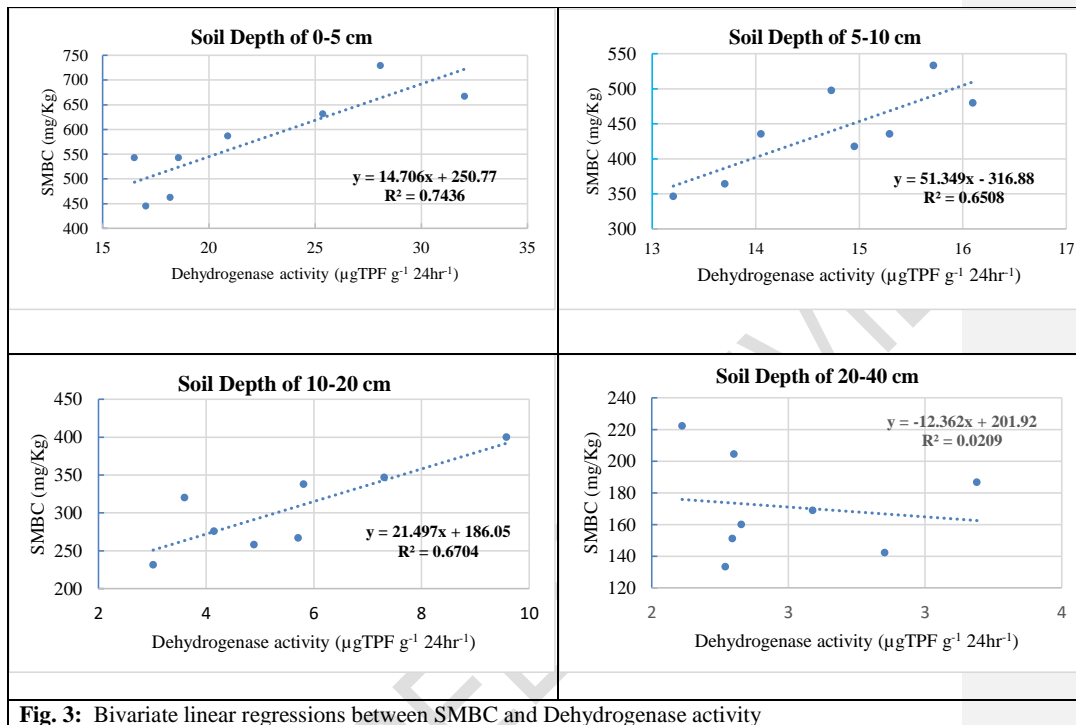 Soil Depth of 0-5 cm
750
700
650
600
550
500
450
400
SMBC (mg/Kg)
y = 14.706x + 250.77
R² = 0.7436
15 20 25 30 35
Dehydrogenase activity (µgTPF g⁻¹ 24hr⁻¹)
Soil Depth of 5-10 cm
550
500
450
400
350
300
SMBC (mg/Kg)
y = 51.349x - 316.88
R² = 0.6508
13 14 15 16 17
Dehydrogenase activity (µgTPF g⁻¹ 24hr⁻¹)
Soil Depth of 10-20 cm
450
400
350
300
250
200
SMBC (mg/Kg)
y = 21.497x + 186.05
R² = 0.6704
2 4 6 8 10
Dehydrogenase activity (µgTPF g⁻¹ 24hr⁻¹)
Soil Depth of 20-40 cm
240
220
200
180
160
140
120
SMBC (mg/Kg)
y = -12.362x + 201.92
R² = 0.0209
2 3 3 4
Dehydrogenase activity (µgTPF g⁻¹ 24hr⁻¹)
Fig. 3: Bivariate linear regressions between SMBC and Dehydrogenase activity